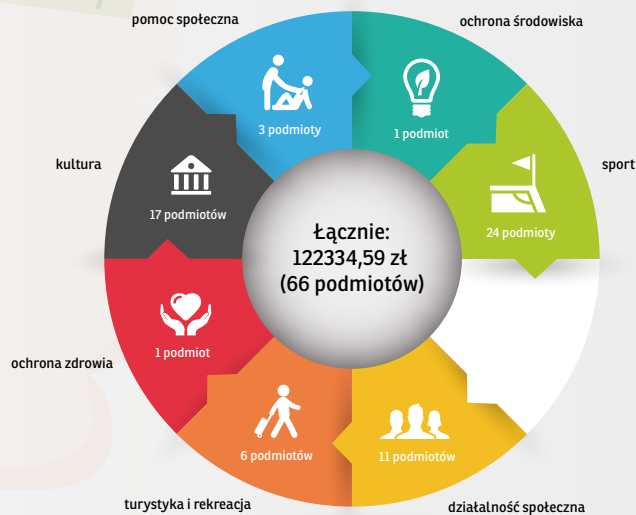 pomoc społeczna
ochrona środowiska
3 podmioty
1 podmiot
kultura
sport
17 podmiotów
24 podmioty
Łącznie:
122334,59 zł
(66 podmiotów)
1 podmiot
ochrona zdrowia
6 podmiotów
11 podmiotów
turystyka i rekreacja
działalność społeczna